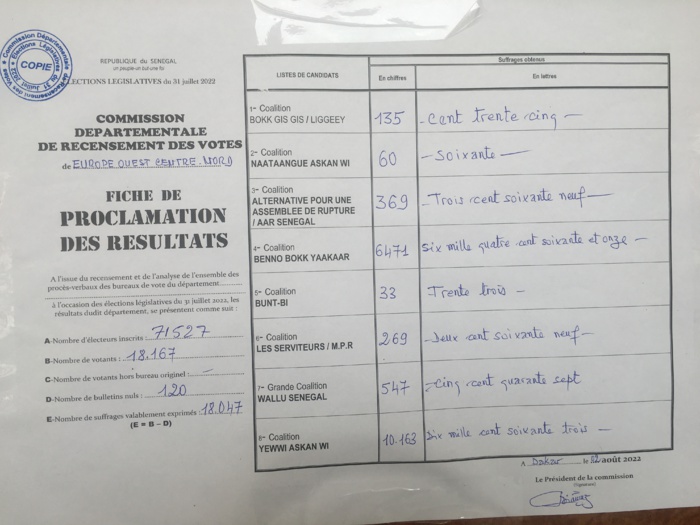 COPIE
REPUBLIQUE DU SENEGAL
un peuple-un but-une foi
ELECTIONS LEGISLATIVES du 31 juillet 2022
COMMISSION
DEPARTEMENTALE
DE RECENSEMENT DES VOTES
de EUROPE OUEST CENTRE NORD
FICHE DE
PROCLAMATION
DES RESULTATS
A l'issue du recensement et de l'analyse de l'ensemble des
procès-verbaux des bureaux de vote du département
à l'occasion des élections législatives du 31 juillet 2022, les
résultats dudit département, se présentent comme suit :
A-Nombre d'électeurs inscrits : 71527
B-Nombre de votants : 18.167
C-Nombre de votants hors bureau originel :
D-Nombre de bulletins nuls : 120
E-Nombre de suffrages valablement exprimés : 18.047
(E = B – D)
Suffrages obtenus
LISTES DE CANDIDATS En chiffres En lettres
1- Coalition
BOKK GIS GIS / LIGGEEY 135 - Cent trente cinq -
2- Coalition
NAATAANGUE ASKAN WI 60 - Soixante -
3- Coalition
ALTERNATIVE POUR UNE
ASSEMBLEE DE RUPTURE
/ AAR SENEGAL 369 - Trois cent soixante neuf -
4- Coalition
BENNO BOKK YAAKAAR 6471 Six mille quatre cent soixante et onze -
5- Coalition
BUNT-BI 33 Trente trois -
6- Coalition
LES SERVITEURS / M.P.R 269 - Deux cent soixante neuf -
7- Grande Coalition
WALLU SENEGAL 547 - Cinq cent quarante sept
8- Coalition
YEWWI ASKAN WI 10.163 Dix mille cent soixante trois -
A Dakar le 02 août 2022
Le Président de la commission
(Signature)